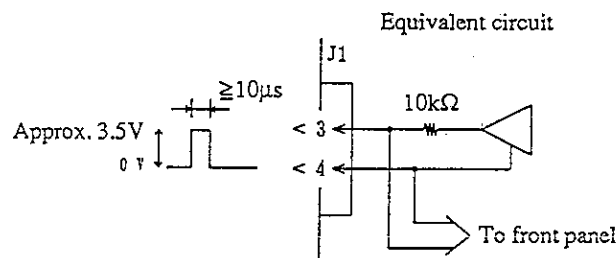 Equivalent circuit
J1
≧10μs
10kΩ
Approx. 3.5V
0 V
< 3
< 4
To front panel